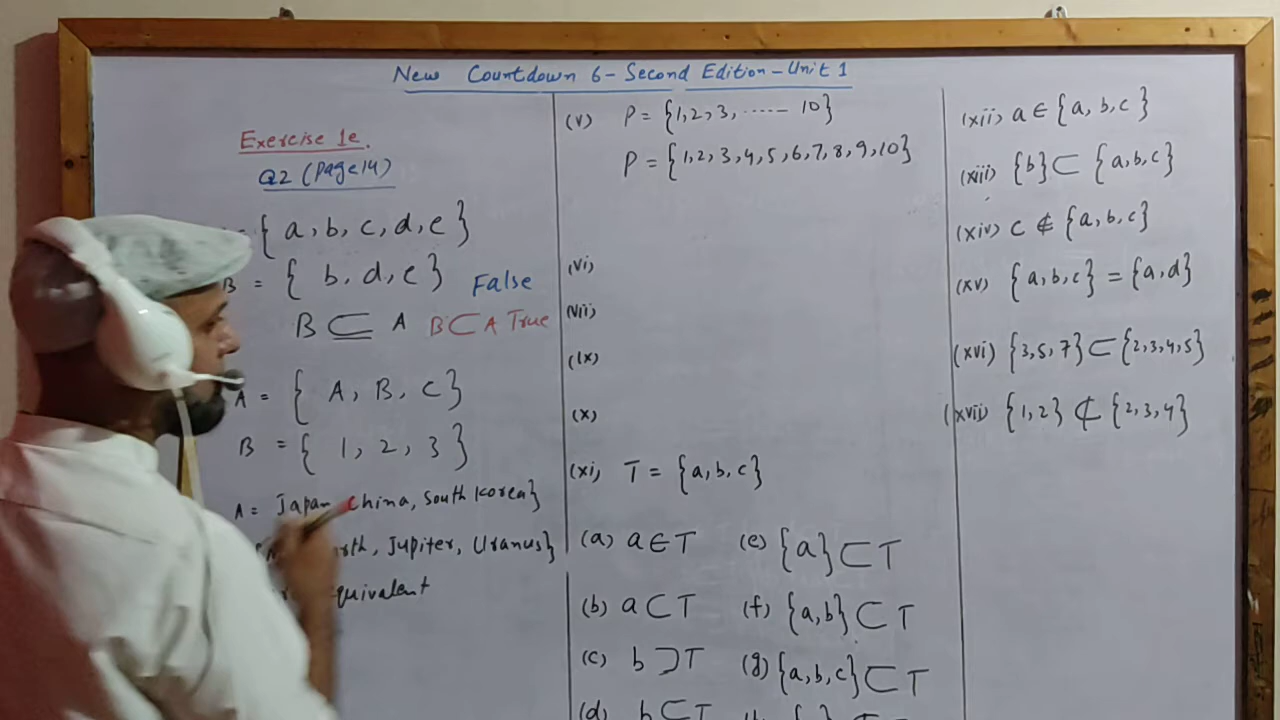 New Countdown 6 - Second Edition - Unit 1
Exercise 1e
Q2 (Page 14)
= { a, b, c, d, e }
B = { b, d, e } False
B ⊆ A B ⊂ A True
A = { A, B, C }
B = { 1, 2, 3 }
A = Japan, China, South Korea}
rth, Jupiter, Uranus}
equivalent
(v) P = {1, 2, 3, ...... 10}
P = {1, 2, 3, 4, 5, 6, 7, 8, 9, 10}
(vi)
(vii)
(ix)
(x)
(xi) T = {a, b, c}
(a) a ∈ T (e) {a} ⊂ T
(b) a ⊂ T (f) {a, b} ⊂ T
(c) b ⊃ T (g) {a, b, c} ⊂ T
(d) b ⊂ T
(xii) a ∈ {a, b, c}
(xiii) {b} ⊂ {a, b, c}
(xiv) c ∉ {a, b, c}
(xv) {a, b, c} = {a, d}
(xvi) {3, 5, 7} ⊂ {2, 3, 4, 5}
(xvii) {1, 2} ⊄ {2, 3, 4}